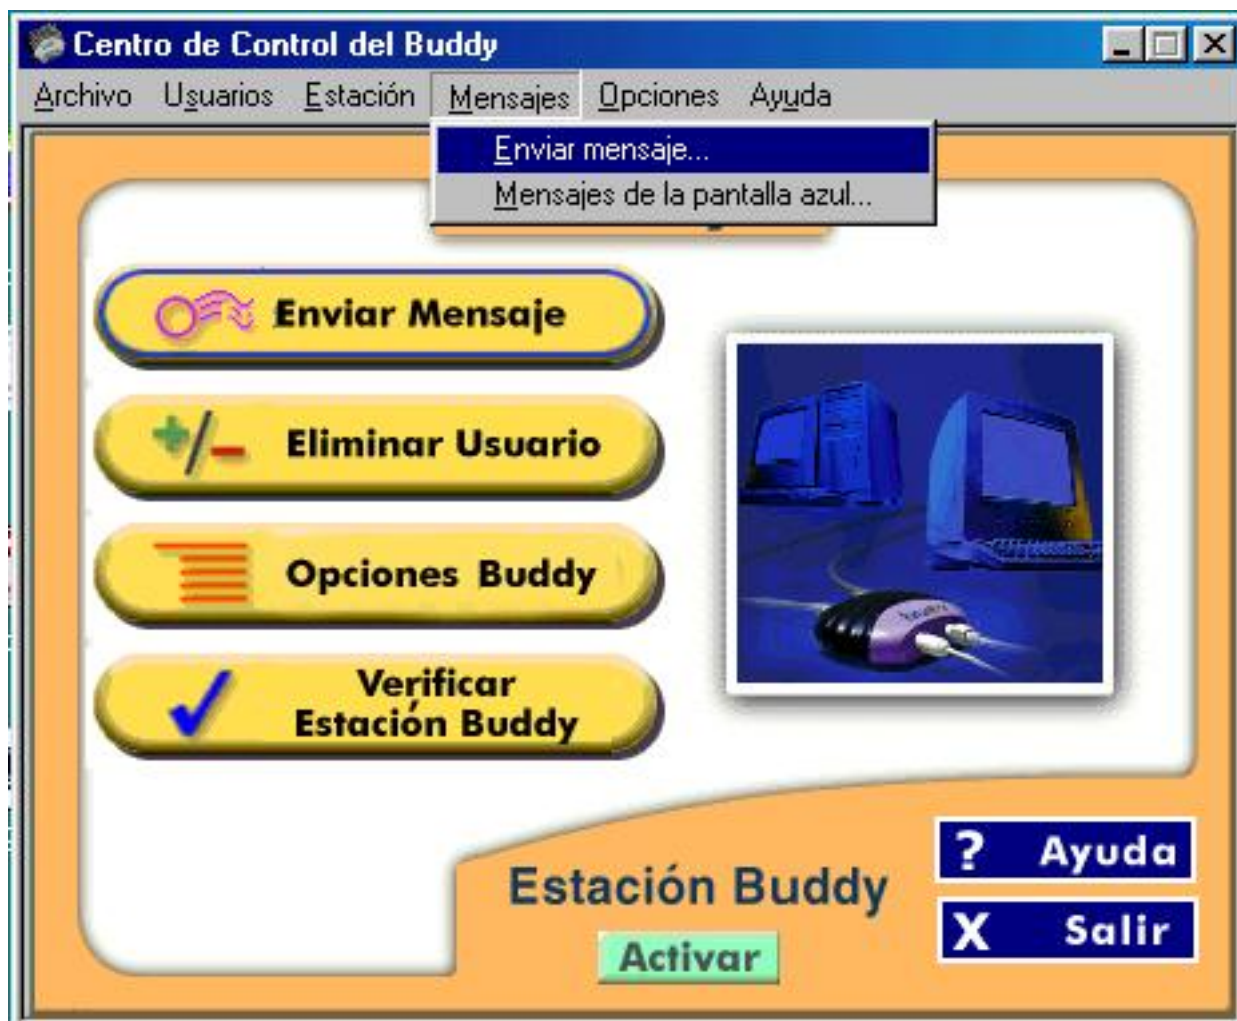 Centro de Control del Buddy
Archivo Usuarios Estación Mensajes Opciones Ayuda
Enviar mensaje...
Mensajes de la pantalla azul...
Enviar Mensaje
Eliminar Usuario
Opciones Buddy
Verificar
Estación Buddy
? Ayuda
Estación Buddy
X Salir
Activar